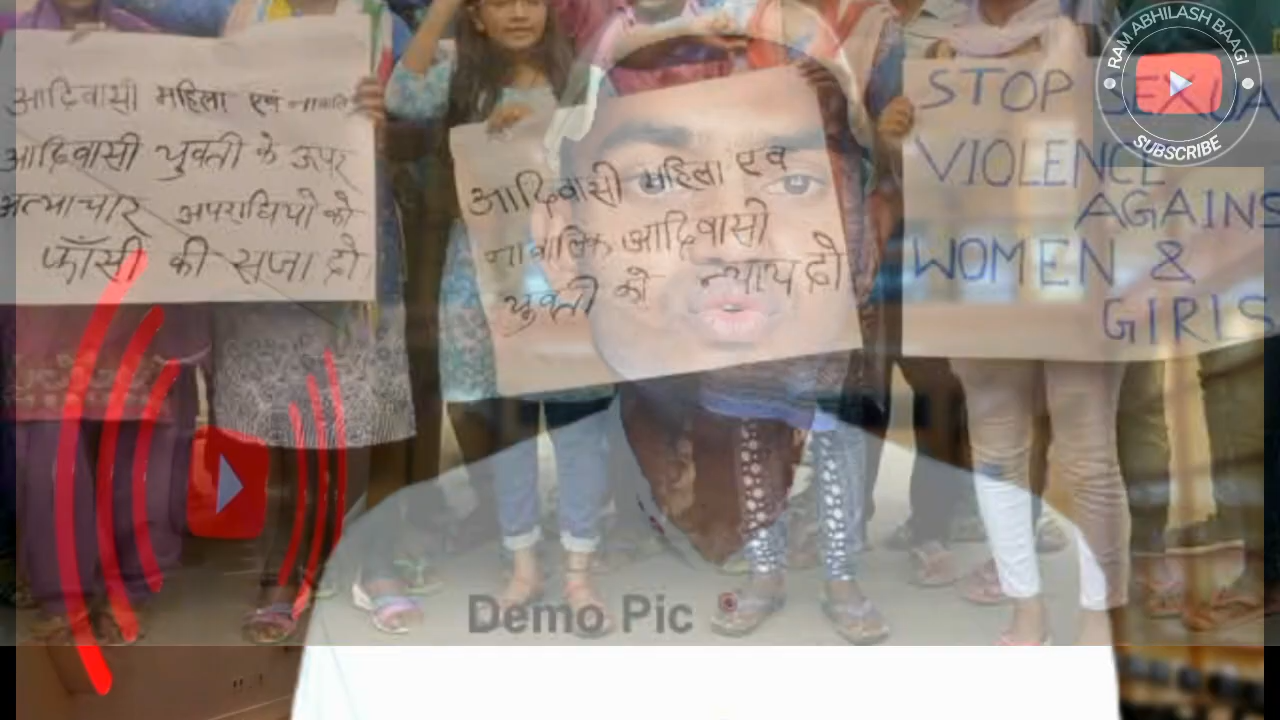 आदिवासी महिला एवं
आदिवासी युवती के ऊपर
अत्याचार अपराधियों को
फाँसी की सजा दो
आदिवासी महिला एवं
नाबालिक आदिवासी
युवती को न्याय दो
STOP SEXUA
VIOLENCE
AGAINS
WOMEN &
GIRLS
RAM ABHILASH BAAGI
SUBSCRIBE
Demo Pic